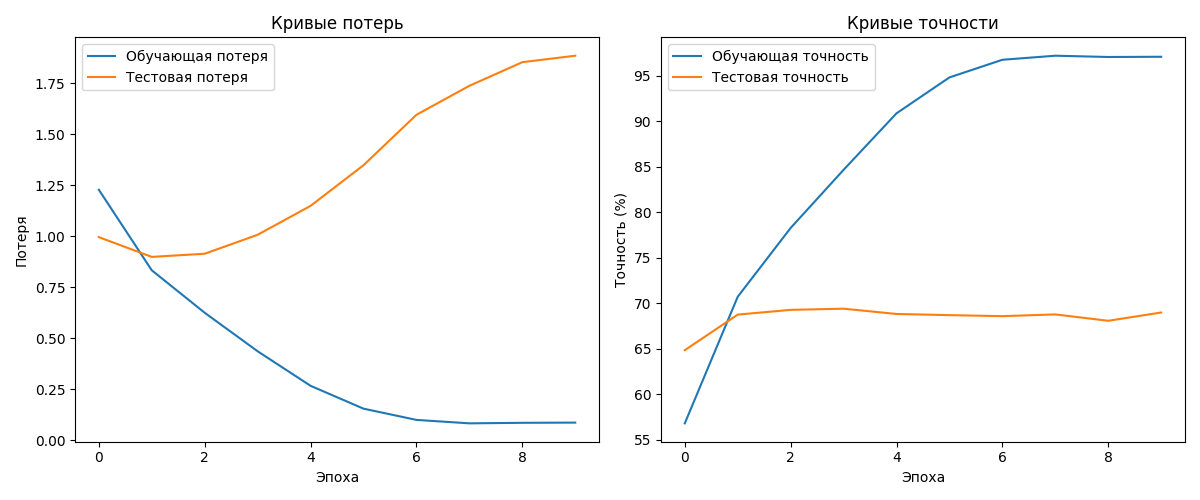 Кривые потерь
Обучающая потеря
Тестовая потеря
1.75
1.50
1.25
1.00
0.75
0.50
0.25
0.00
Потеря
0 2 4 6 8
Эпоха
Кривые точности
Обучающая точность
Тестовая точность
95
90
85
80
75
70
65
60
55
Точность (%)
0 2 4 6 8
Эпоха